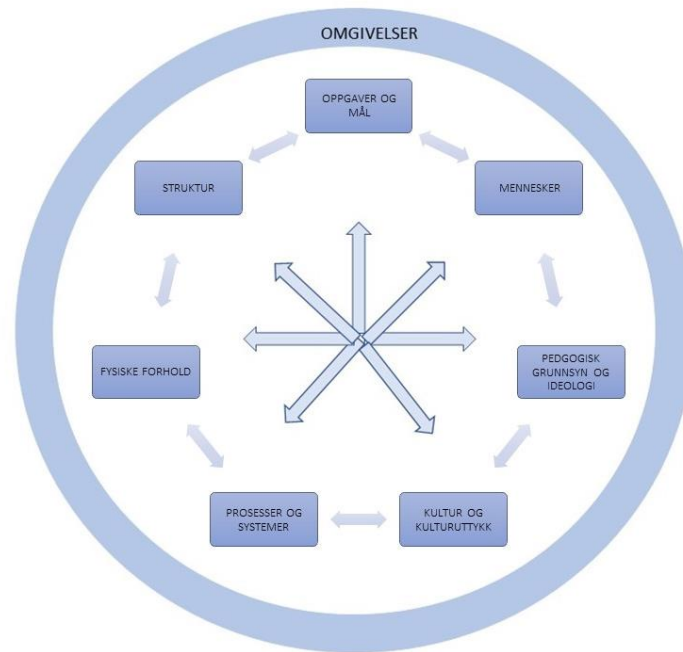 OMGIVELSER
OPPGAVER OG
MÅL
STRUKTUR
MENNESKER
FYSISKE FORHOLD
PEDGOGISK
GRUNNSYN OG
IDEOLOGI
PROSESSER OG
SYSTEMER
KULTUR OG
KULTURUTTYKK